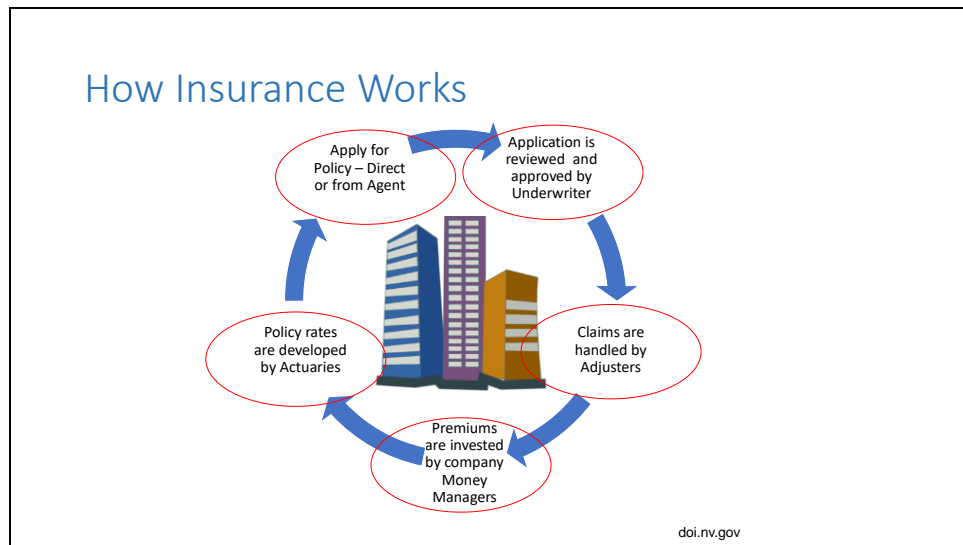 How Insurance Works
Apply for
Policy – Direct
or from Agent
Application is
reviewed and
approved by
Underwriter
Claims are
handled by
Adjusters
Premiums
are invested
by company
Money
Managers
Policy rates
are developed
by Actuaries
doi.nv.gov